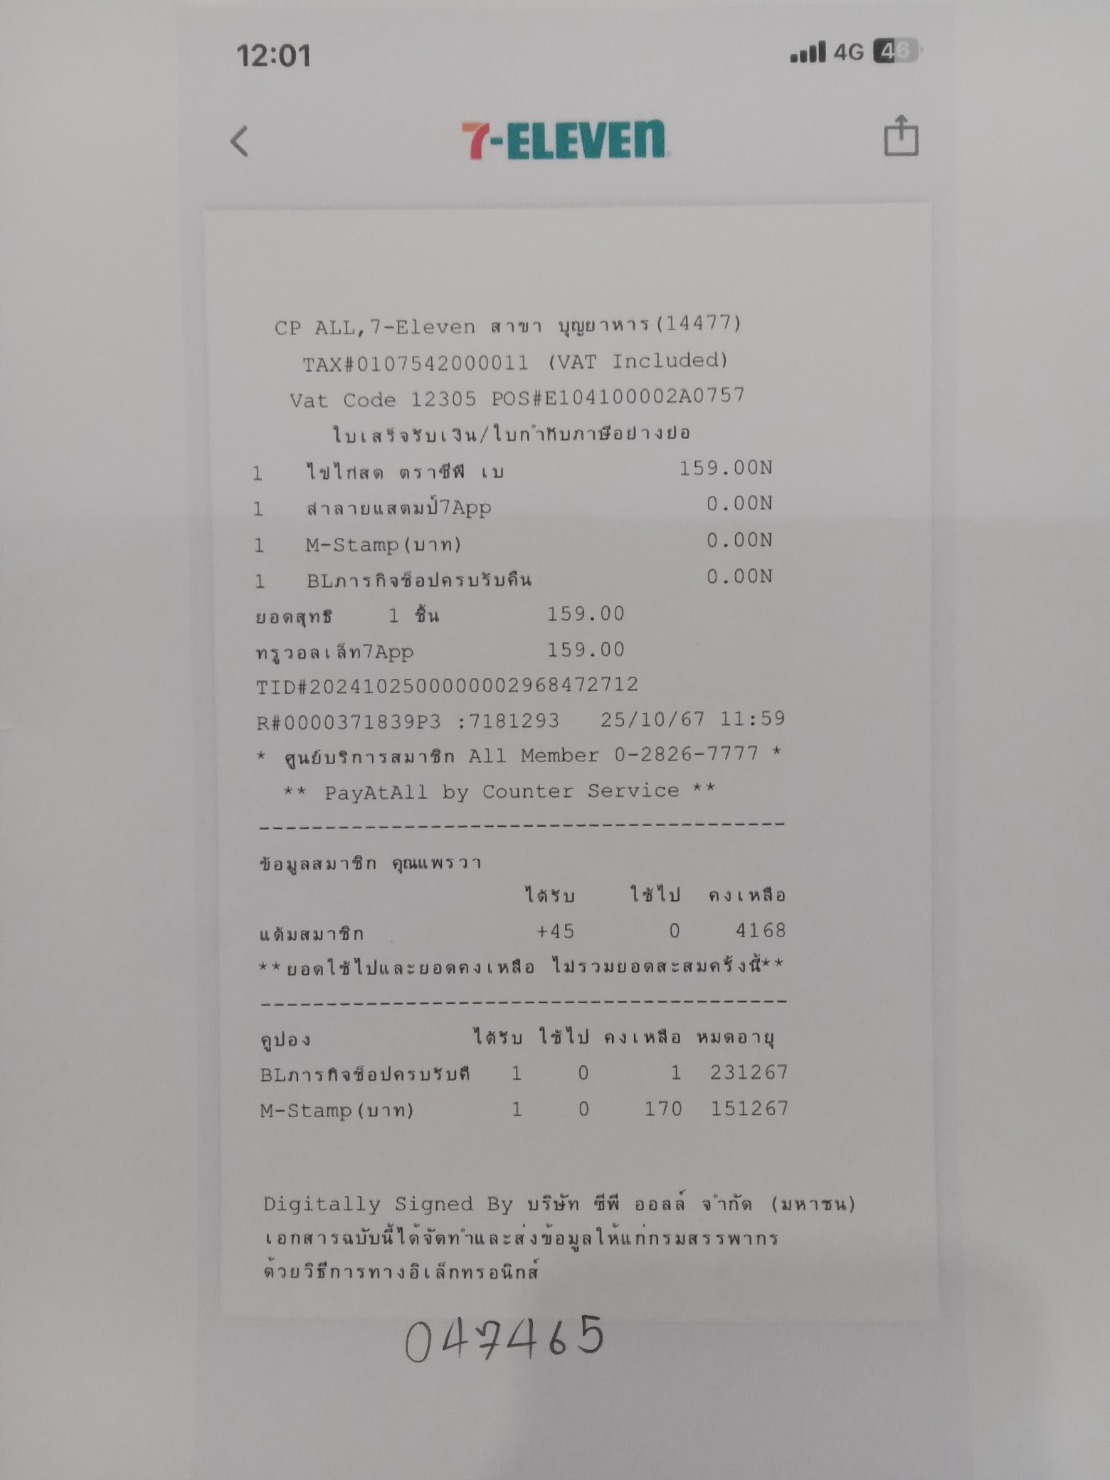 12:01 4G 46
7-ELEVEN
CP ALL,7-Eleven สาขา บุญยาหาร(14477)
TAX#0107542000011 (VAT Included)
Vat Code 12305 POS#E104100002A0757
ใบเสร็จรับเงิน/ใบกำกับภาษีอย่างย่อ
1 ไข่ไก่สด ตราซีพี เบ 159.00N
1 สาลายแสตมป์7App 0.00N
1 M-Stamp(บาท) 0.00N
1 BLภารกิจช็อปครบรับคืน 0.00N
ยอดสุทธิ 1 ชิ้น 159.00
ทรูวอลเล็ท7App 159.00
TID#2024102500000002968472712
R#0000371839P3 :7181293 25/10/67 11:59
* ศูนย์บริการสมาชิก All Member 0-2826-7777 *
** PayAtAll by Counter Service **
ข้อมูลสมาชิก คุณแพรวา
ได้รับ ใช้ไป คงเหลือ
แต้มสมาชิก +45 0 4168
**ยอดใช้ไปและยอดคงเหลือ ไม่รวมยอดสะสมครั้งนี้**
คูปอง ได้รับ ใช้ไป คงเหลือ หมดอายุ
BLภารกิจช็อปครบรับคื 1 0 1 231267
M-Stamp(บาท) 1 0 170 151267
Digitally Signed By บริษัท ซีพี ออลล์ จำกัด (มหาชน)
เอกสารฉบับนี้ได้จัดทำและส่งข้อมูลให้แก่กรมสรรพากร
ด้วยวิธีการทางอิเล็กทรอนิกส์
047465